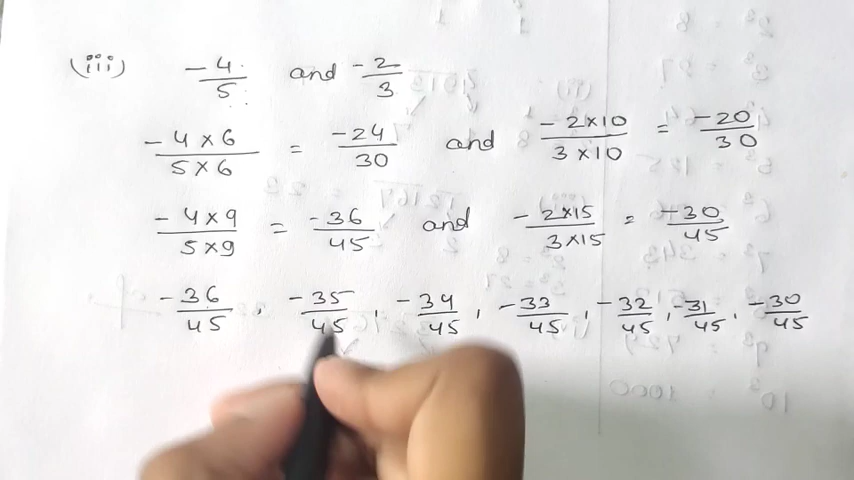 (iii) -4/5 and -2/3
-4×6/5×6 = -24/30 and -2×10/3×10 = -20/30
-4×9/5×9 = -36/45 and -2×15/3×15 = -30/45
-36/45, -35/45, -34/45, -33/45, -32/45, -31/45, -30/45